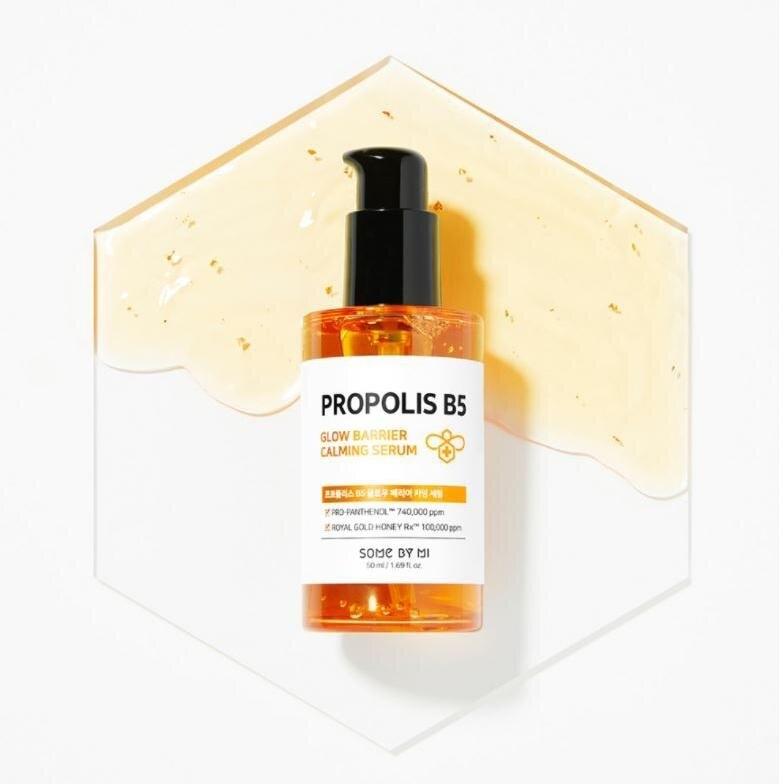 PROPOLIS B5
GLOW BARRIER
CALMING SERUM
프로폴리스 B5 글로우 배리어 카밍 세럼
PRO-PANTHENOL™ 740,000 ppm
ROYAL GOLD HONEY Rx™ 100,000 ppm
SOME BY MI
50 ml / 1.69 fl. oz.